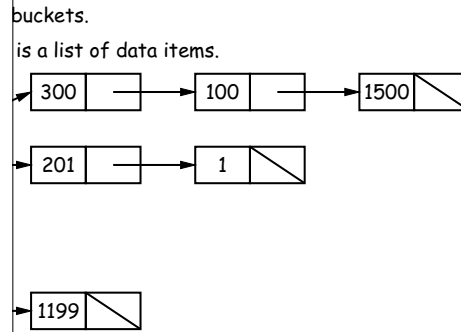 buckets.
is a list of data items.
300 100 1500
201 1
1199